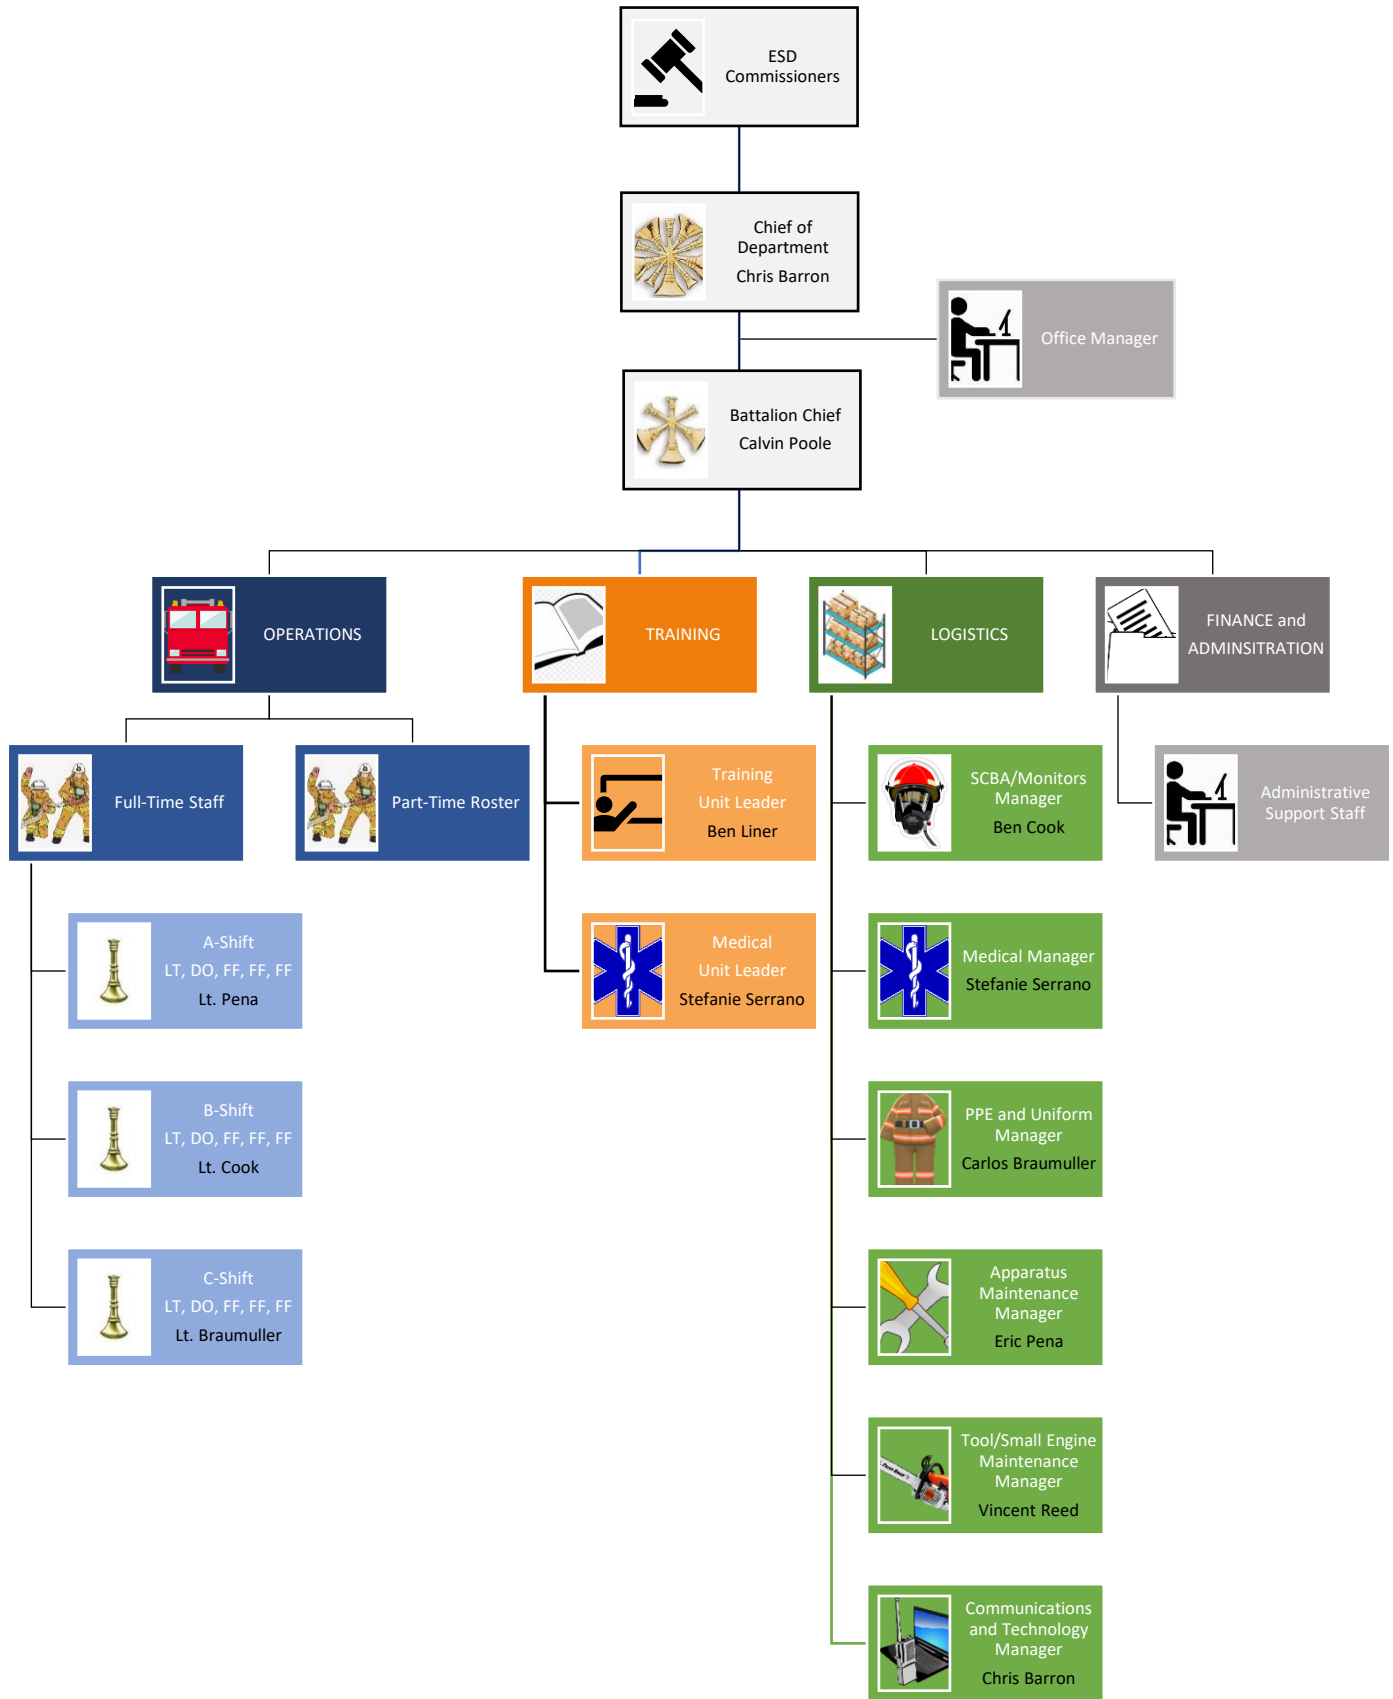 ESD
Commissioners
Chief of
Department
Chris Barron
Office Manager
Battalion Chief
Calvin Poole
OPERATIONS
TRAINING
LOGISTICS
FINANCE and
ADMINSITRATION
Full-Time Staff
Part-Time Roster
Training
Unit Leader
Ben Liner
SCBA/Monitors
Manager
Ben Cook
Administrative
Support Staff
A-Shift
LT, DO, FF, FF, FF
Lt. Pena
Medical
Unit Leader
Stefanie Serrano
Medical Manager
Stefanie Serrano
B-Shift
LT, DO, FF, FF, FF
Lt. Cook
PPE and Uniform
Manager
Carlos Braumuller
C-Shift
LT, DO, FF, FF, FF
Lt. Braumuller
Apparatus
Maintenance
Manager
Eric Pena
Tool/Small Engine
Maintenance
Manager
Vincent Reed
Communications
and Technology
Manager
Chris Barron